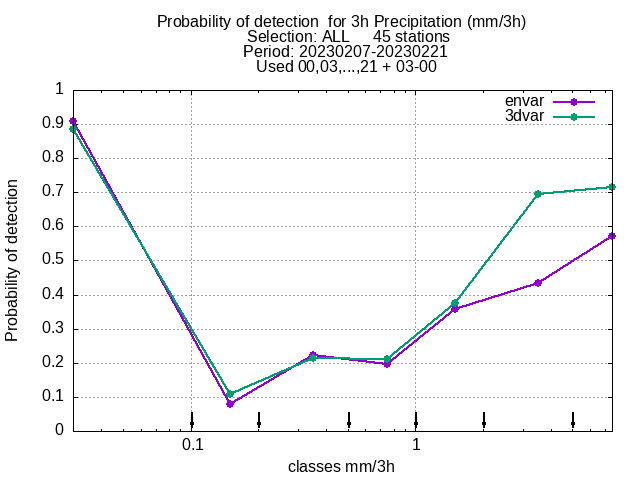 Probability of detection  for 3h Precipitation (mm/3h)
Selection: ALL     45 stations
Period: 20230207-20230221
Used 00,03,...,21 + 03-00
envar
3dvar
1
0.9
0.8
0.7
0.6
0.5
0.4
0.3
0.2
0.1
0
Probability of detection
0.1 1
classes mm/3h